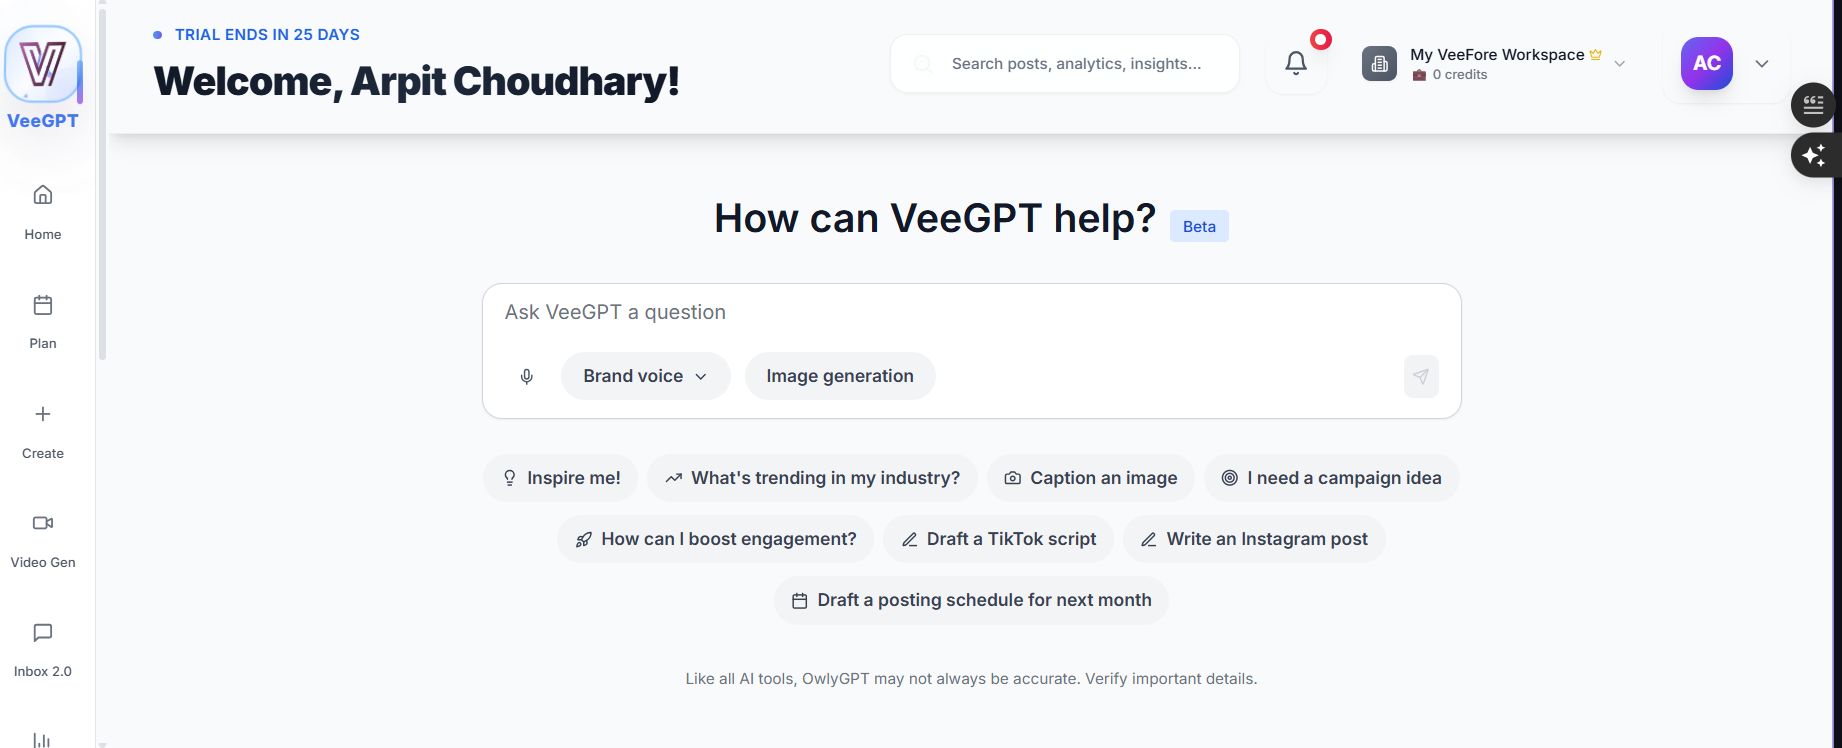 TRIAL ENDS IN 25 DAYS
Welcome, Arpit Choudhary!
Search posts, analytics, insights...
My VeeFore Workspace
0 credits
AC
VeeGPT
Home
Plan
Create
Video Gen
Inbox 2.0
How can VeeGPT help?
Beta
Ask VeeGPT a question
Brand voice
Image generation
Inspire me!
What's trending in my industry?
Caption an image
I need a campaign idea
How can I boost engagement?
Draft a TikTok script
Write an Instagram post
Draft a posting schedule for next month
Like all AI tools, OwlyGPT may not always be accurate. Verify important details.